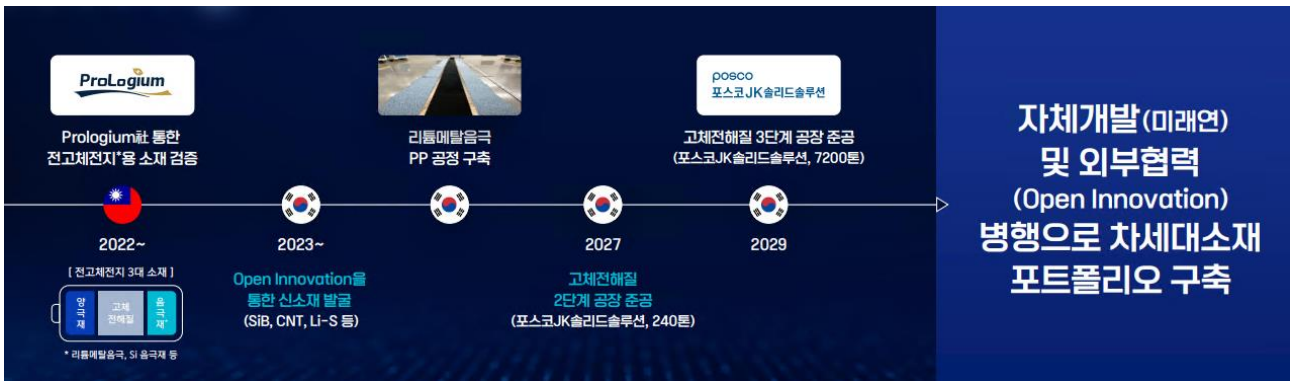 ProLogium
Prologium社 통한
전고체전지*용 소재 검증
2022~
[ 전고체전지 3대 소재 ]
양극재
고체
전해질
음극재*
* 리튬메탈음극, Si 음극재 등
2023~
Open Innovation을
통한 신소재 발굴
(SiB, CNT, Li-S 등)
리튬메탈음극
PP 공정 구축
2027
고체전해질
2단계 공장 준공
(포스코JK솔리드솔루션, 240톤)
posco
포스코JK솔리드솔루션
고체전해질 3단계 공장 준공
(포스코JK솔리드솔루션, 7200톤)
2029
자체개발(미래연)
및 외부협력
(Open Innovation)
병행으로 차세대소재
포트폴리오 구축